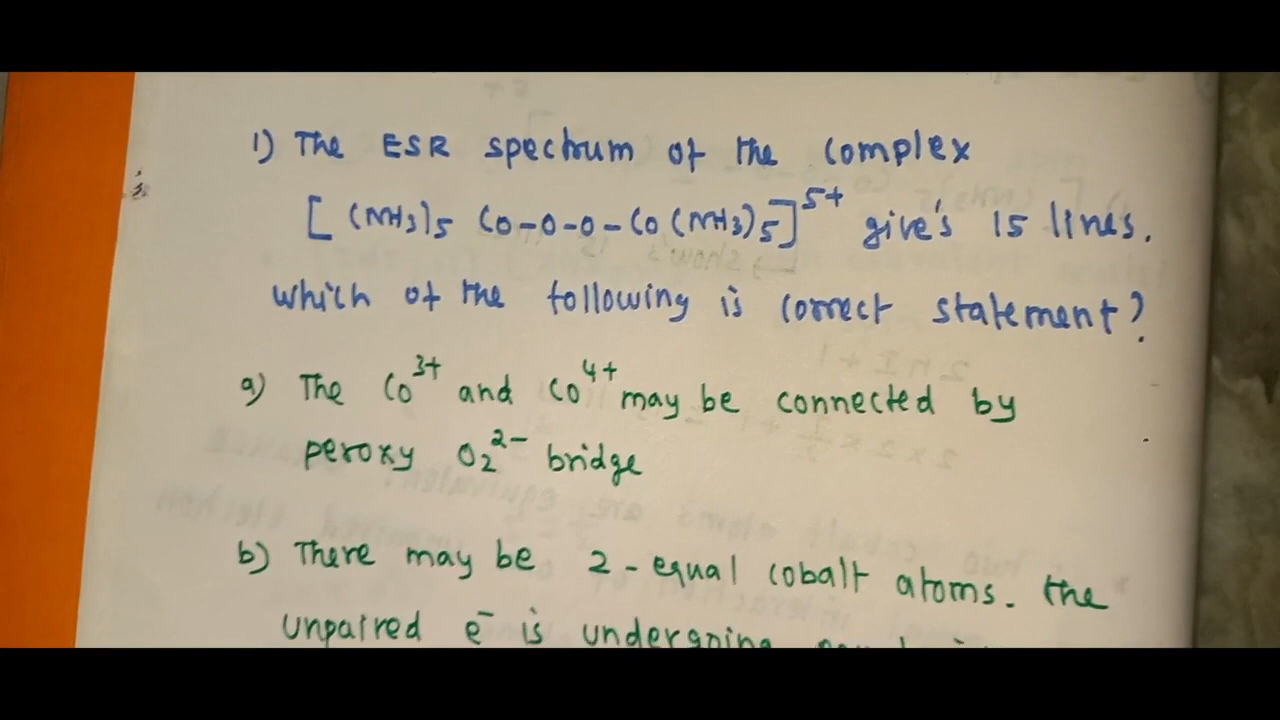 1) The ESR spectrum of the complex
[ (NH3)5 Co-O-O-Co(NH3)5]5+ give's 15 lines.
which of the following is correct statement?
a) The Co3+ and Co4+ may be connected by
peroxy O2 2- bridge
b) There may be 2-equal cobalt atoms. the
unpaired e- is undergoing